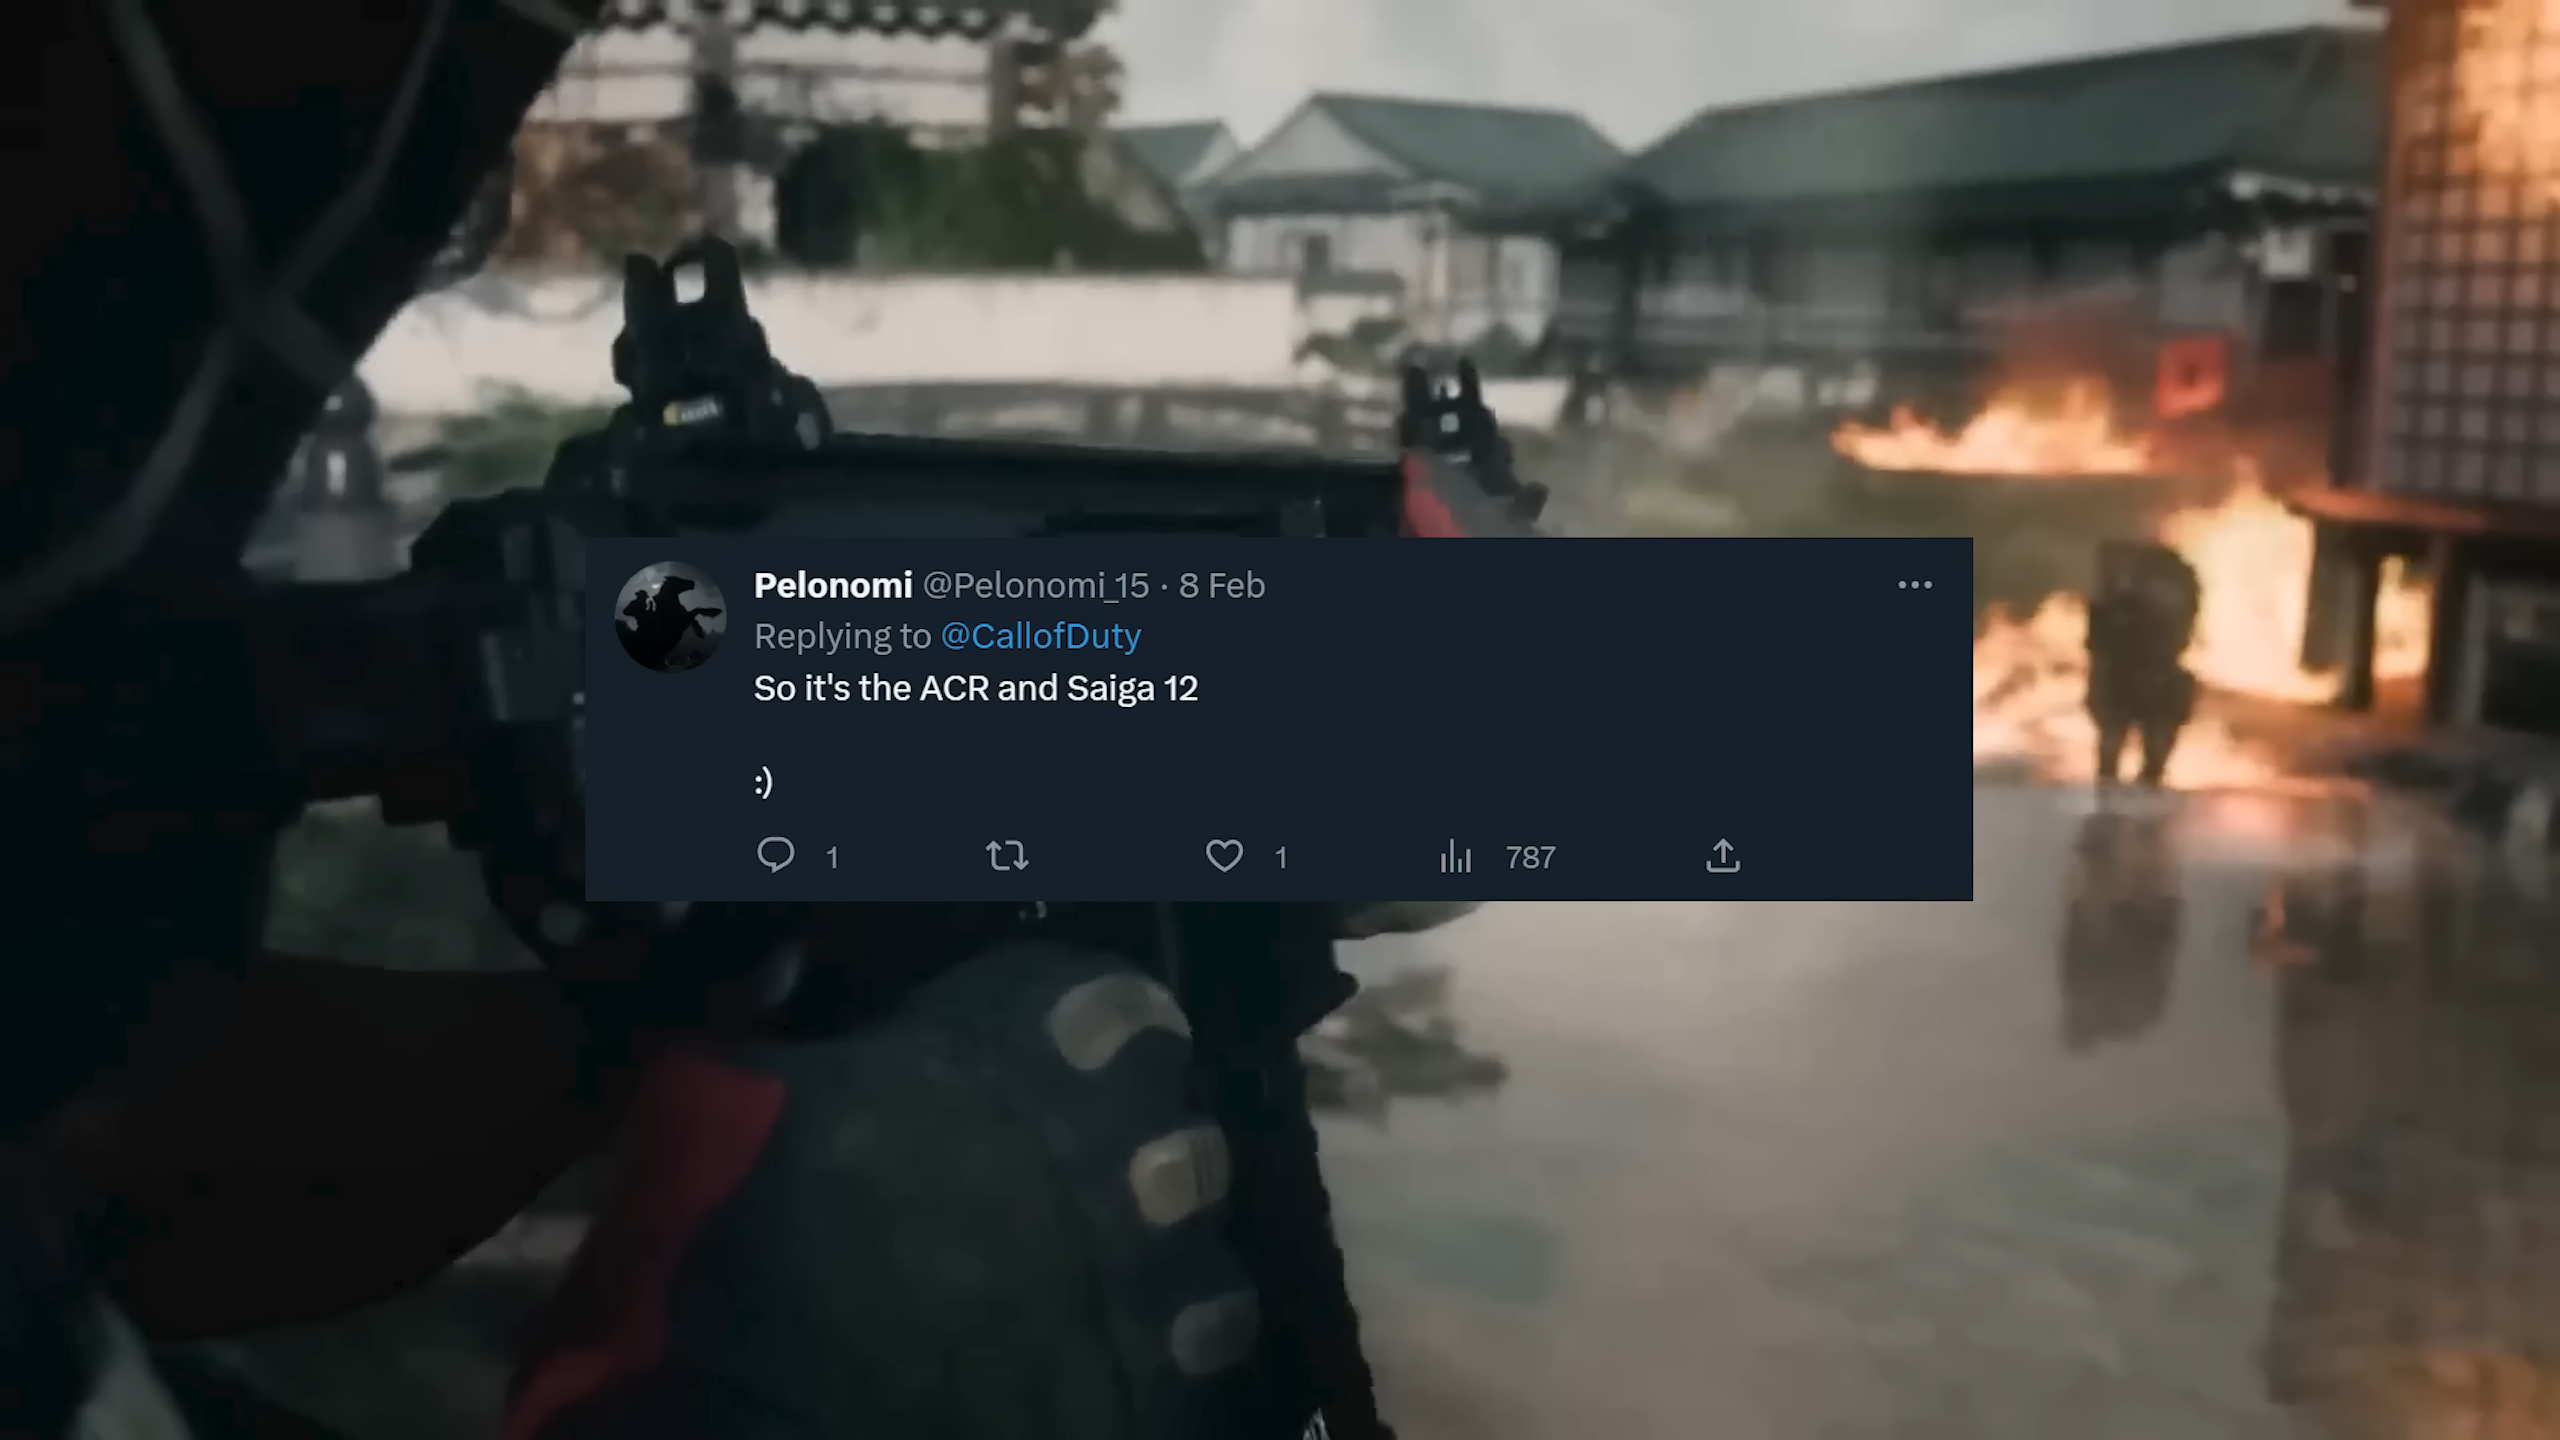 Pelonomi @Pelonomi_15 · 8 Feb
Replying to @CallofDuty
So it's the ACR and Saiga 12
:)
1 1 787